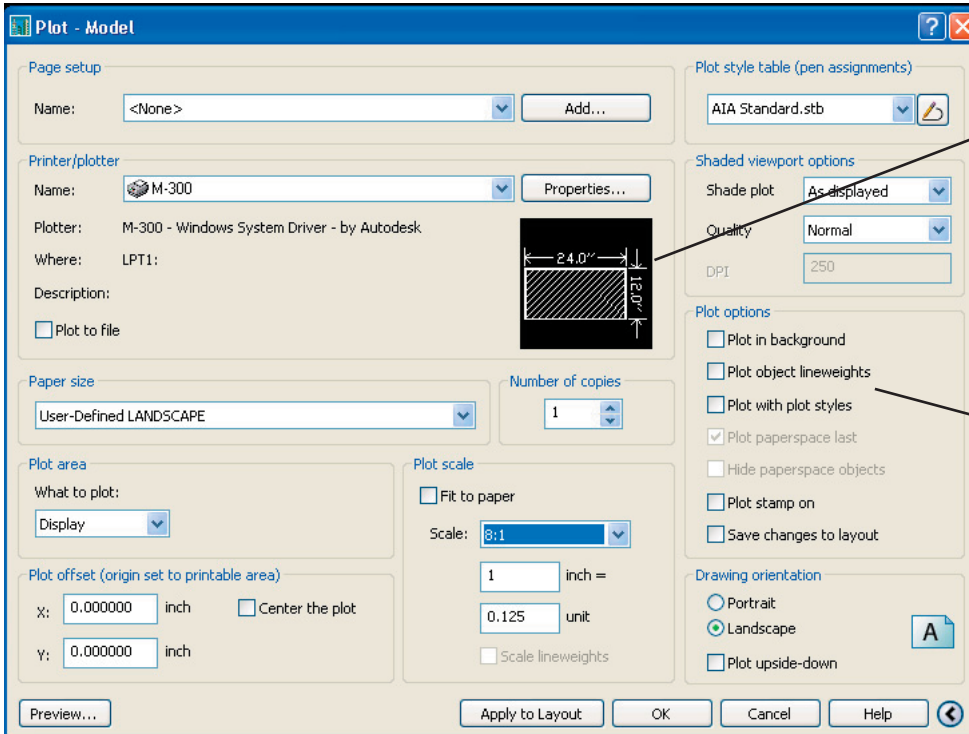 Plot - Model
Page setup
Name: <None> Add...
Plot style table (pen assignments)
AIA Standard.stb
Printer/plotter
Name: M-300 Properties...
Plotter: M-300 - Windows System Driver - by Autodesk
Where: LPT1:
Description:
Plot to file
24.0''
12.0''
Shaded viewport options
Shade plot As displayed
Quality Normal
DPI 250
Paper size
User-Defined LANDSCAPE
Number of copies
1
Plot options
Plot in background
Plot object lineweights
Plot with plot styles
Plot paperspace last
Hide paperspace objects
Plot stamp on
Save changes to layout
Plot area
What to plot:
Display
Plot scale
Fit to paper
Scale: 8:1
1 inch =
0.125 unit
Scale lineweights
Plot offset (origin set to printable area)
X: 0.000000 inch Center the plot
Y: 0.000000 inch
Drawing orientation
Portrait
Landscape
A
Plot upside-down
Preview... Apply to Layout OK Cancel Help